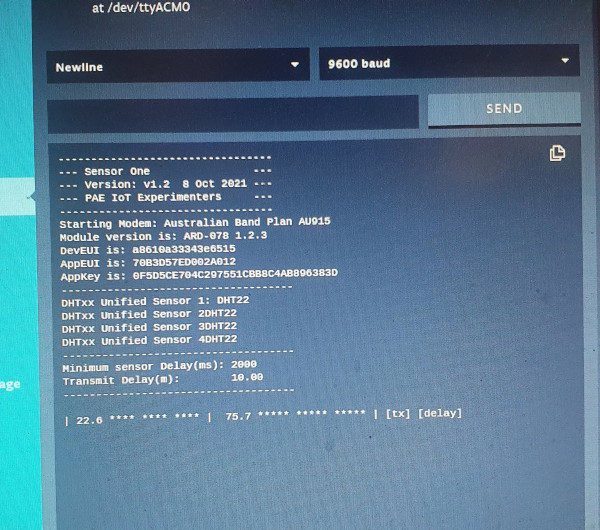 at /dev/ttyACM0
Newline
9600 baud
SEND
---------------------------------
--- Sensor One                ---
--- Version: v1.2  8 Oct 2021 ---
--- PAE IoT Experimenters     ---
---------------------------------
Starting Modem: Australian Band Plan AU915
Module version is: ARD-078 1.2.3
DevEUI is: a8610a33343e6515
AppEUI is: 70B3D57ED002A012
AppKey is: 0F5D5CE704C297551CBB8C4AB896383D
------------------------------------
DHTxx Unified Sensor 1: DHT22
DHTxx Unified Sensor 2DHT22
DHTxx Unified Sensor 3DHT22
DHTxx Unified Sensor 4DHT22
------------------------------------
Minimum sensor Delay(ms): 2000
Transmit Delay(m):        10.00
------------------------------------
| 22.6 **** **** **** |  75.7 ***** ***** ***** | [tx] [delay]
age